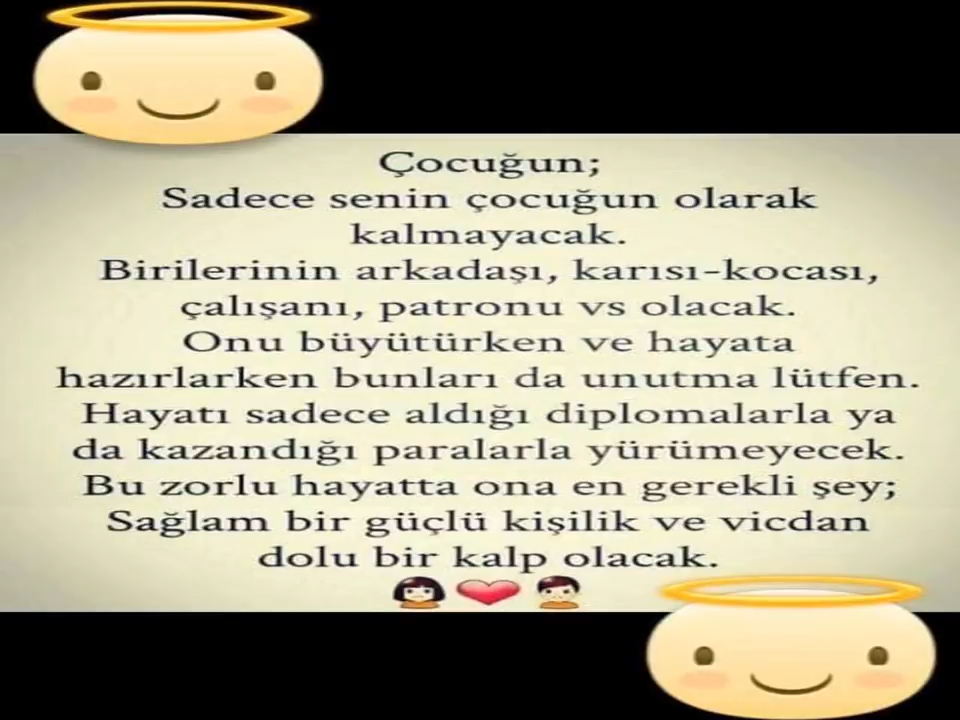 Çocuğun;
Sadece senin çocuğun olarak
kalmayacak.
Birilerinin arkadaşı, karısı-kocası,
çalışanı, patronu vs olacak.
Onu büyütürken ve hayata
hazırlarken bunları da unutma lütfen.
Hayatı sadece aldığı diplomalarla ya
da kazandığı paralarla yürümeyecek.
Bu zorlu hayatta ona en gerekli şey;
Sağlam bir güçlü kişilik ve vicdan
dolu bir kalp olacak.